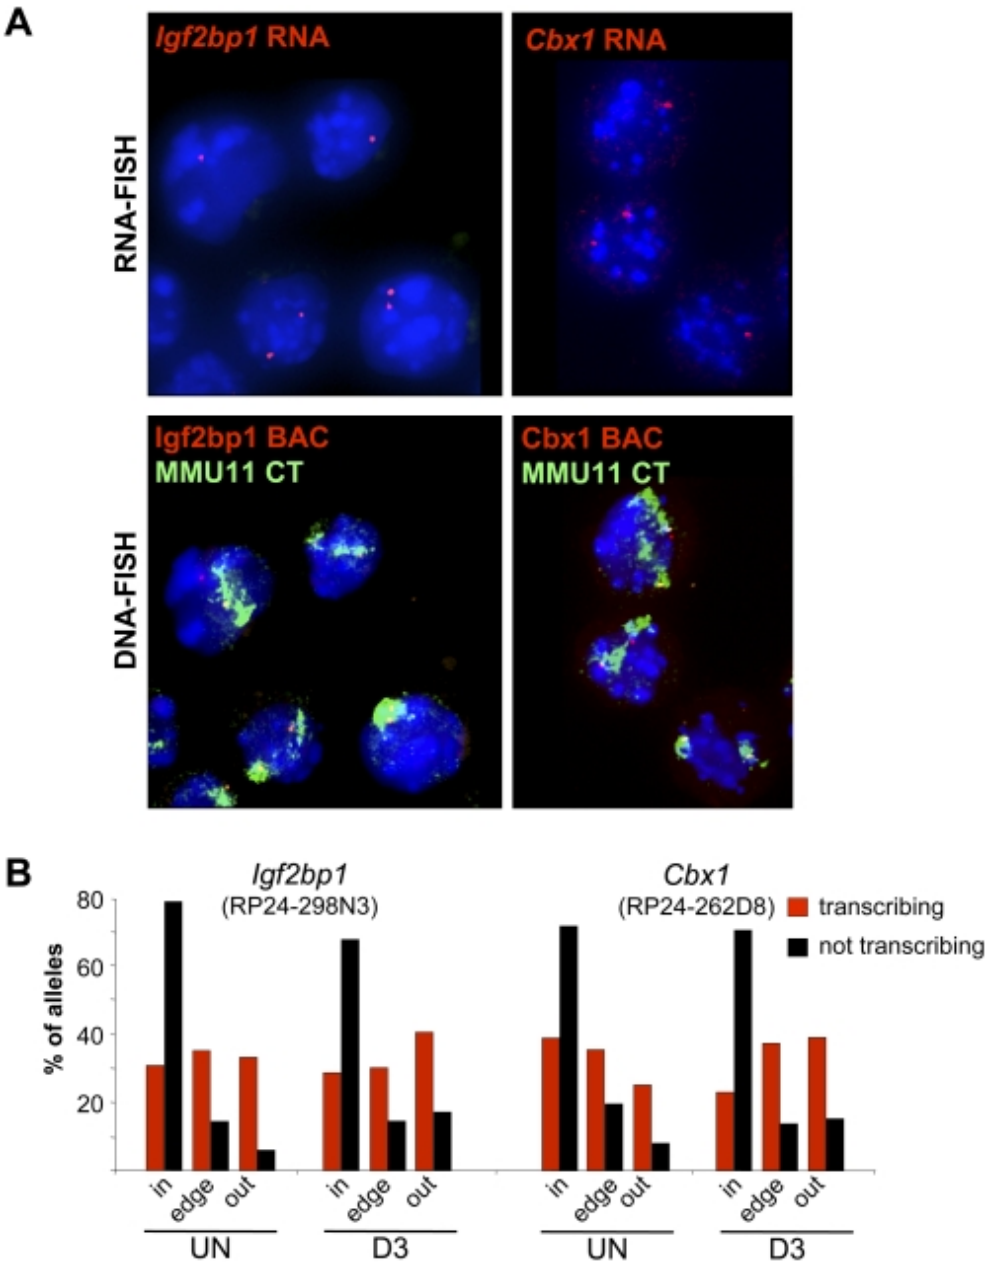 A
Igf2bp1 RNA
Cbx1 RNA
RNA-FISH
Igf2bp1 BAC
MMU11 CT
Cbx1 BAC
MMU11 CT
DNA-FISH
B
Igf2bp1
(RP24-298N3)
Cbx1
(RP24-262D8)
transcribing
not transcribing
% of alleles
80
60
40
20
in
edge
out
in
edge
out
in
edge
out
in
edge
out
UN
D3
UN
D3